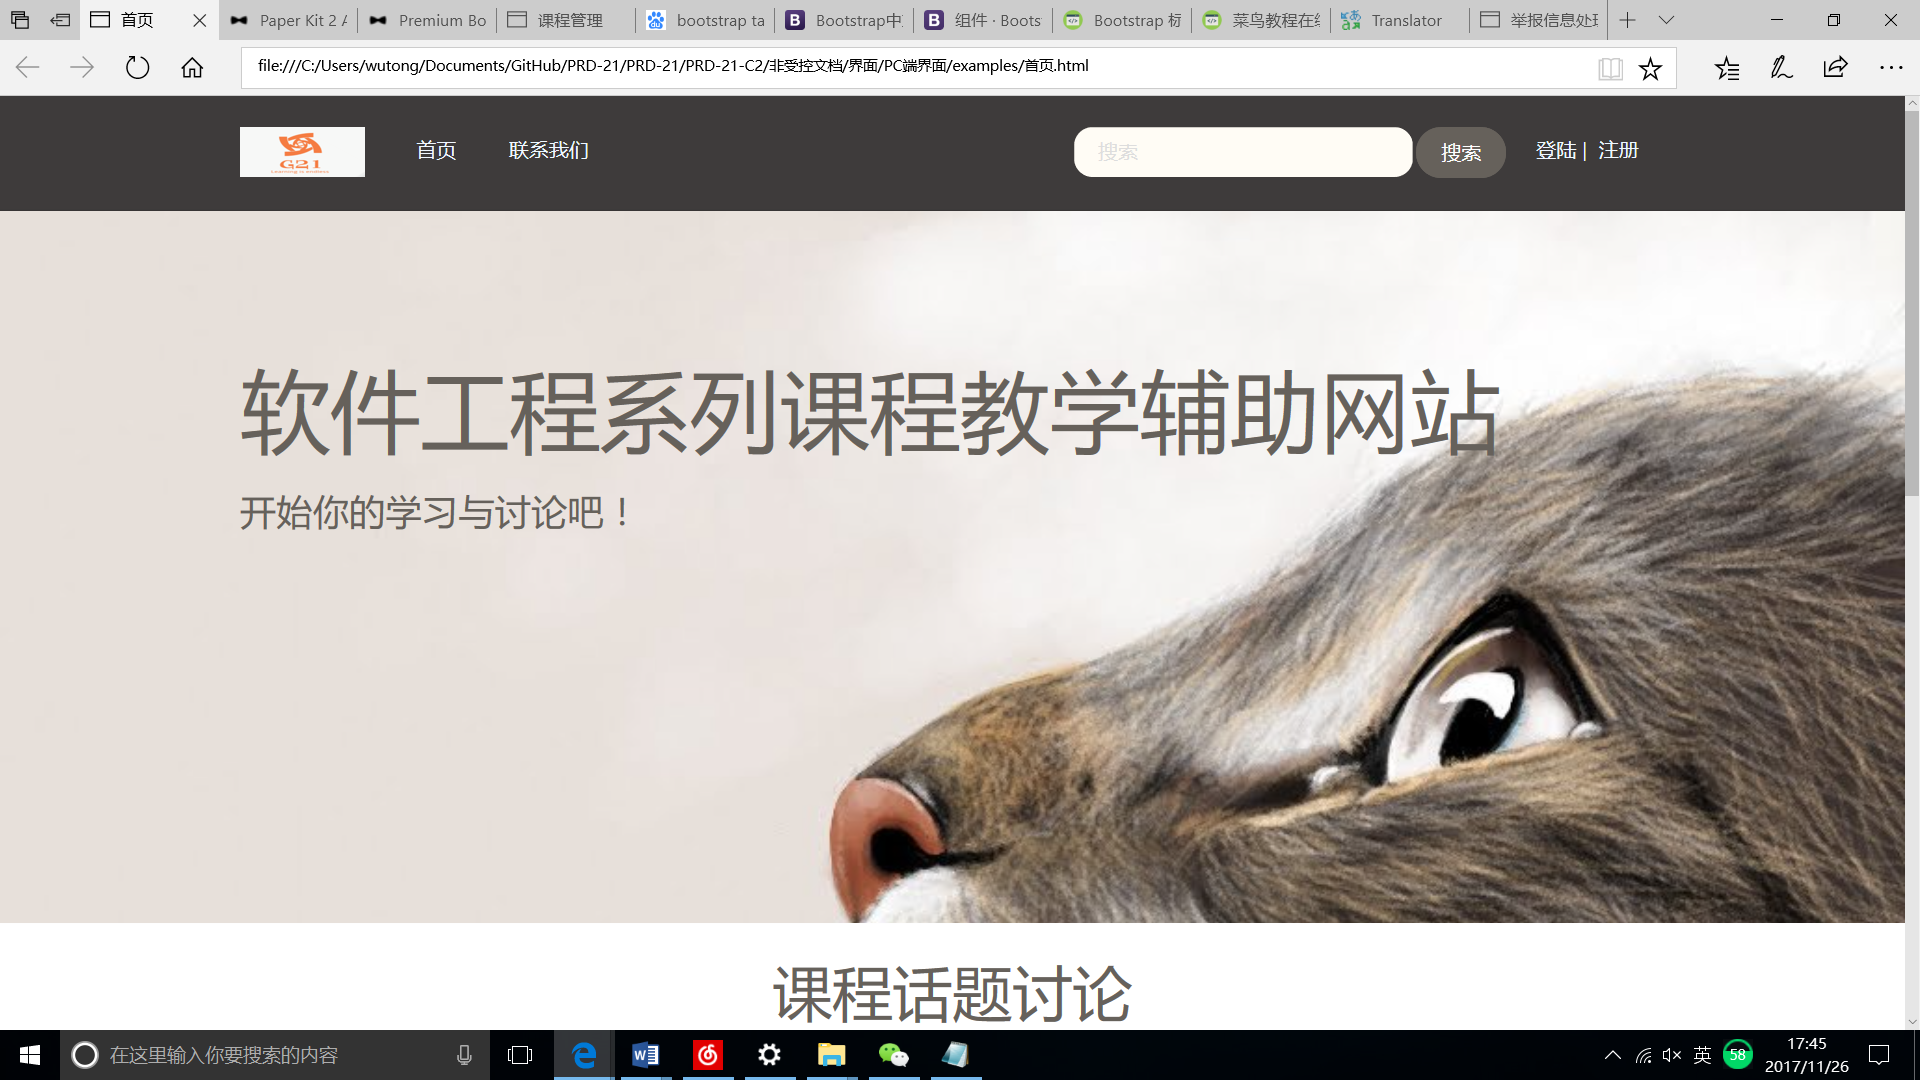 首页
Paper Kit 2 A
Premium Bo
课程管理
bootstrap ta
Bootstrap中
组件 · Boots
Bootstrap 标
菜鸟教程在线
Translator
举报信息处理
file:///C:/Users/wutong/Documents/GitHub/PRD-21/PRD-21/PRD-21-C2/非受控文档/界面/PC端界面/examples/首页.html
G21
首页
联系我们
搜索
搜索
登陆 | 注册
软件工程系列课程教学辅助网站
开始你的学习与讨论吧！
课程话题讨论
在这里输入你要搜索的内容
英
58
17:45
2017/11/26